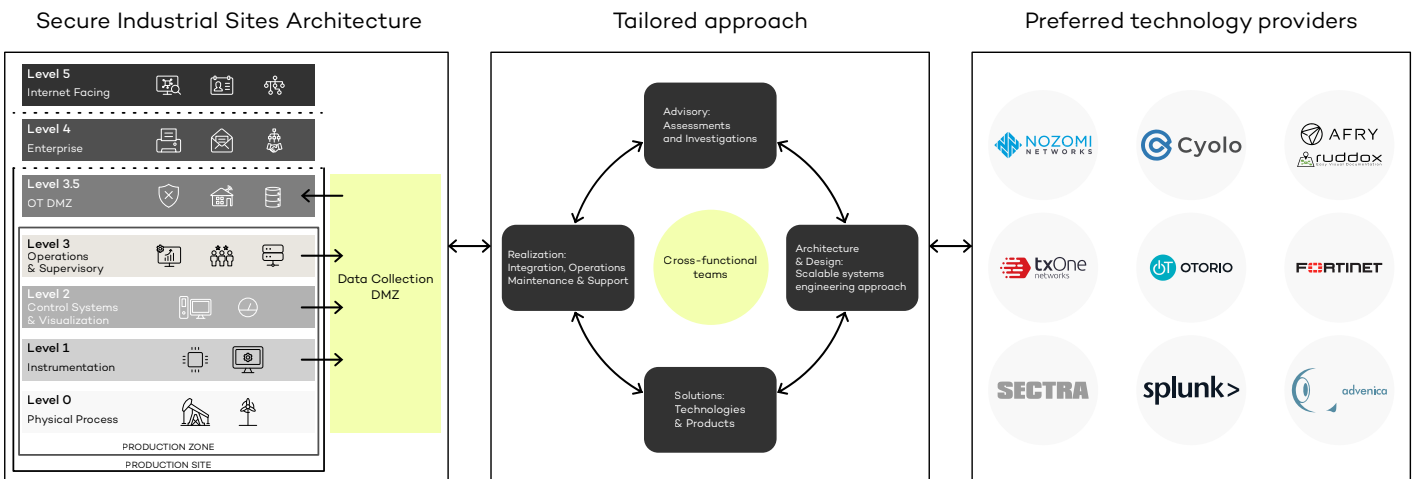 Secure Industrial Sites Architecture
Level 5
Internet Facing
Level 4
Enterprise
Level 3.5
OT DMZ
Level 3
Operations
& Supervisory
Level 2
Control Systems
& Visualization
Level 1
Instrumentation
Level 0
Physical Process
PRODUCTION ZONE
PRODUCTION SITE
Data Collection
DMZ
Tailored approach
Advisory:
Assessments
and Investigations
Realization:
Integration, Operations
Maintenance & Support
Cross-functional
teams
Architecture
& Design:
Scalable systems
engineering approach
Solutions:
Technologies
& Products
Preferred technology providers
NOZOMI
NETWORKS
Cyolo
AFRY
ruddox
Easy Visual Documentation
txOne
networks
OT OTORIO
FORTINET
SECTRA
splunk>
advenica